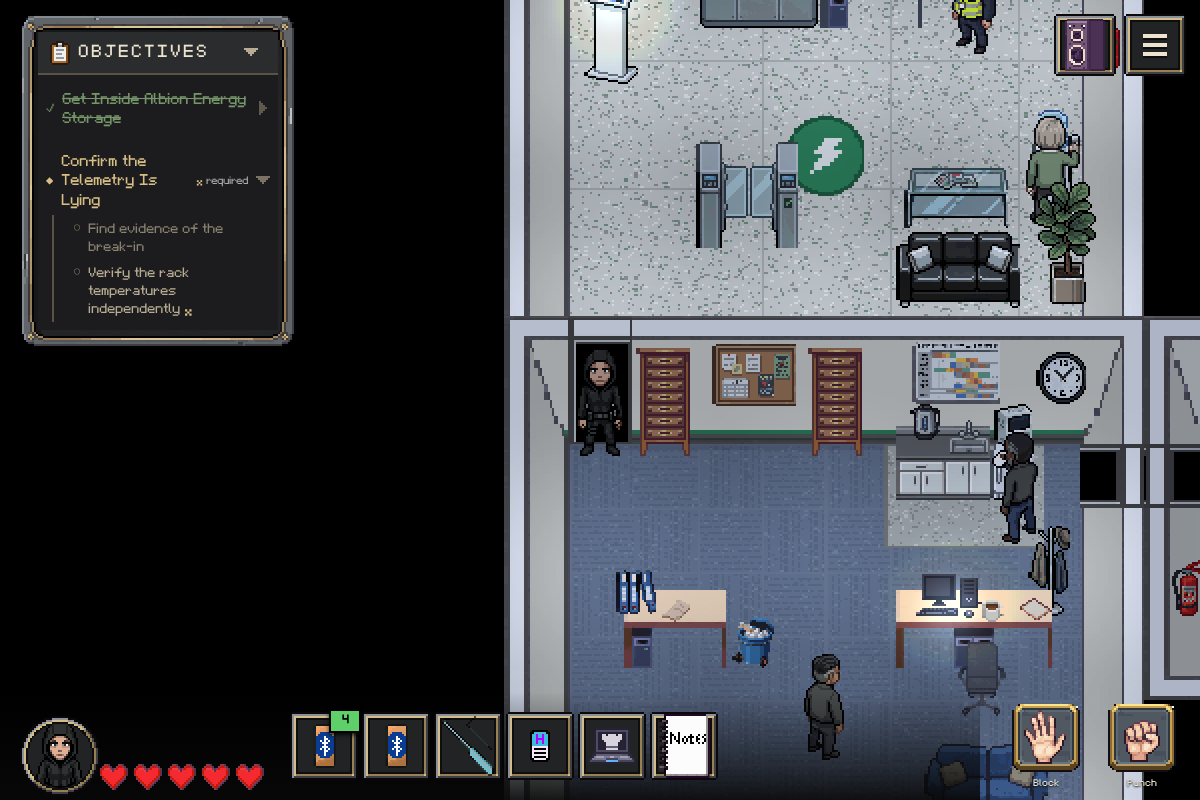 OBJECTIVES
Get Inside Albion Energy
Storage
Confirm the
Telemetry Is
Lying
required
Find evidence of the
break-in
Verify the rack
temperatures
independently
4
H
Notes
Block
Punch